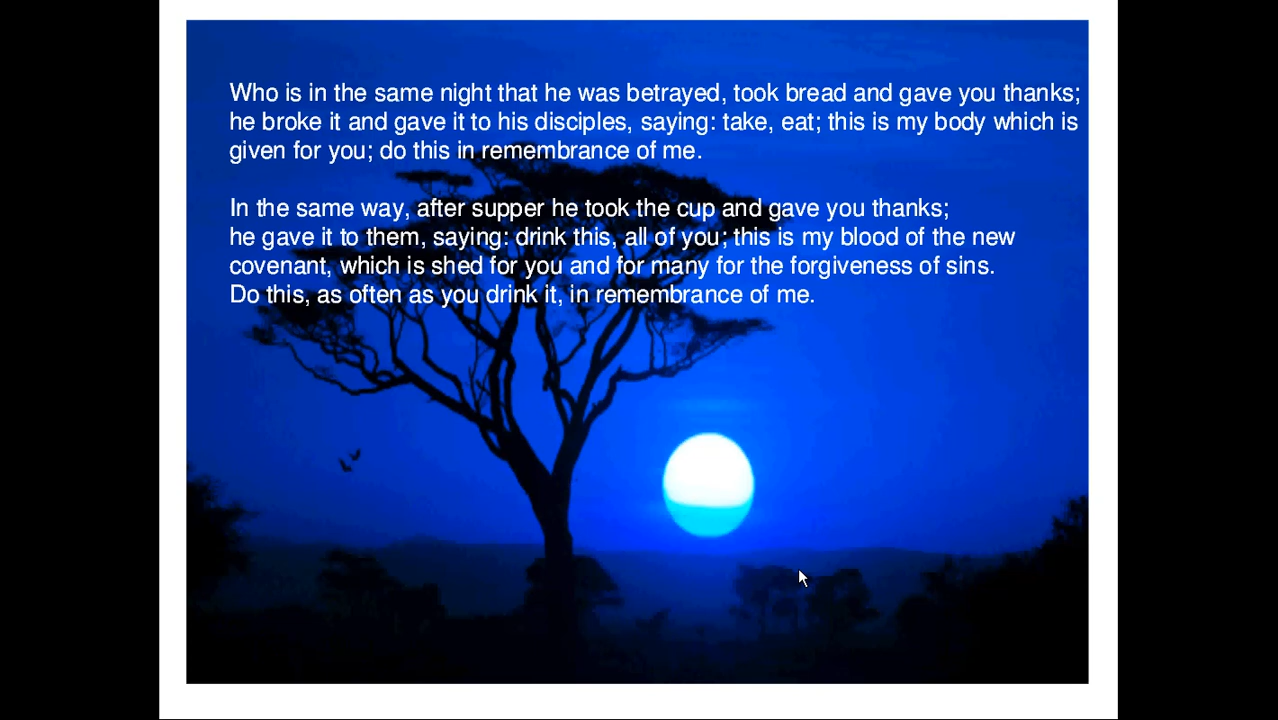 Who is in the same night that he was betrayed, took bread and gave you thanks;
he broke it and gave it to his disciples, saying: take, eat; this is my body which is
given for you; do this in remembrance of me.
In the same way, after supper he took the cup and gave you thanks;
he gave it to them, saying: drink this, all of you; this is my blood of the new
covenant, which is shed for you and for many for the forgiveness of sins.
Do this, as often as you drink it, in remembrance of me.